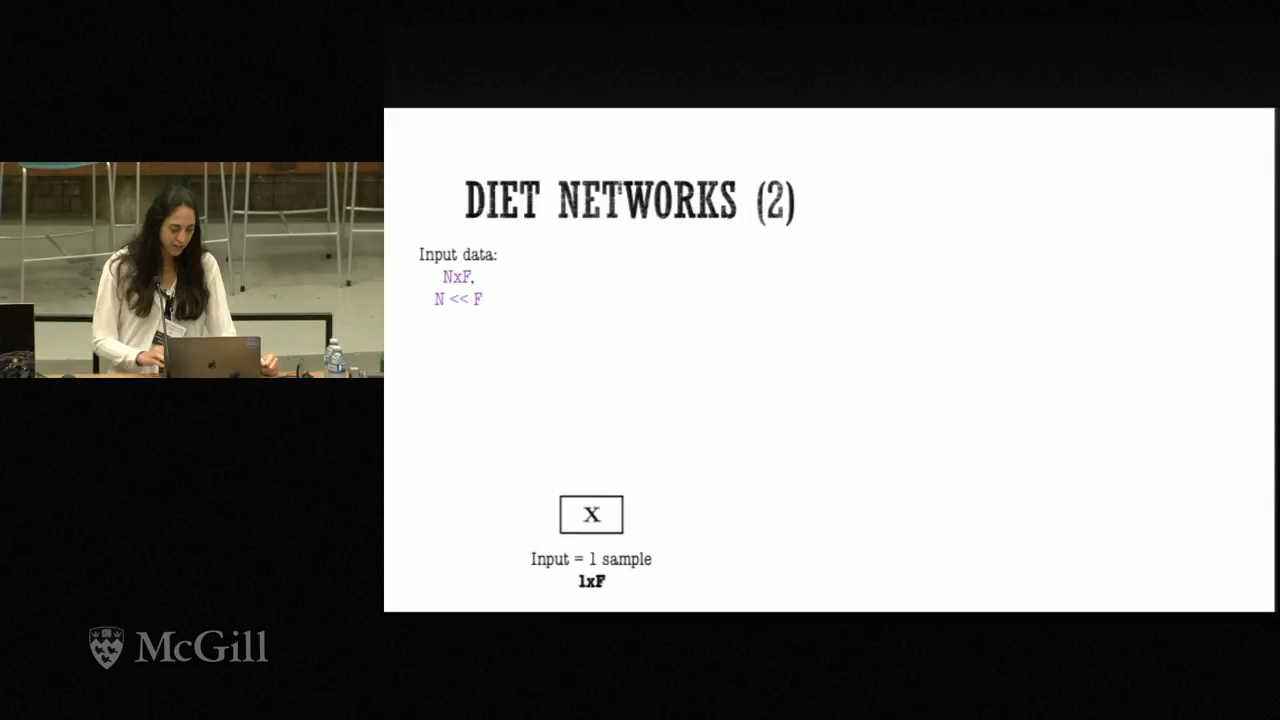 DIET NETWORKS (2)
Input data:
NxF,
N << F
X
Input = 1 sample
1xF
McGill